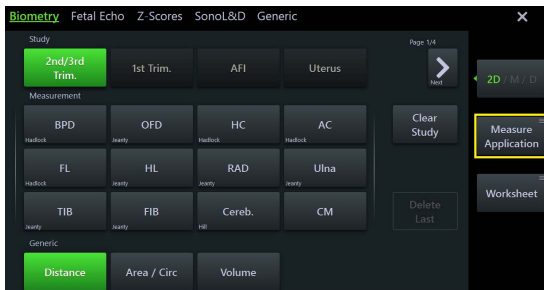 Biometry Fetal Echo Z-Scores SonoL&D Generic
Study
Page 1/4
2nd/3rd
Trim.
1st Trim.
AFI
Uterus
Next
2D / M / D
Measurement
BPD
Hadlock
OFD
Jeanty
HC
Hadlock
AC
Hadlock
Clear
Study
Measure
Application
FL
Hadlock
HL
Jeanty
RAD
Jeanty
Ulna
Jeanty
Worksheet
TIB
Jeanty
FIB
Jeanty
Cereb.
Hill
CM
Delete
Last
Generic
Distance
Area / Circ
Volume